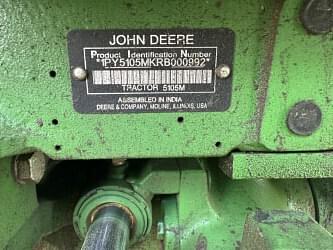 JOHN DEERE
Product Identification Number
*1PY5105MKRB000992*
TRACTOR 5105M
ASSEMBLED IN INDIA
DEERE & COMPANY, MOLINE, ILLINOIS, USA